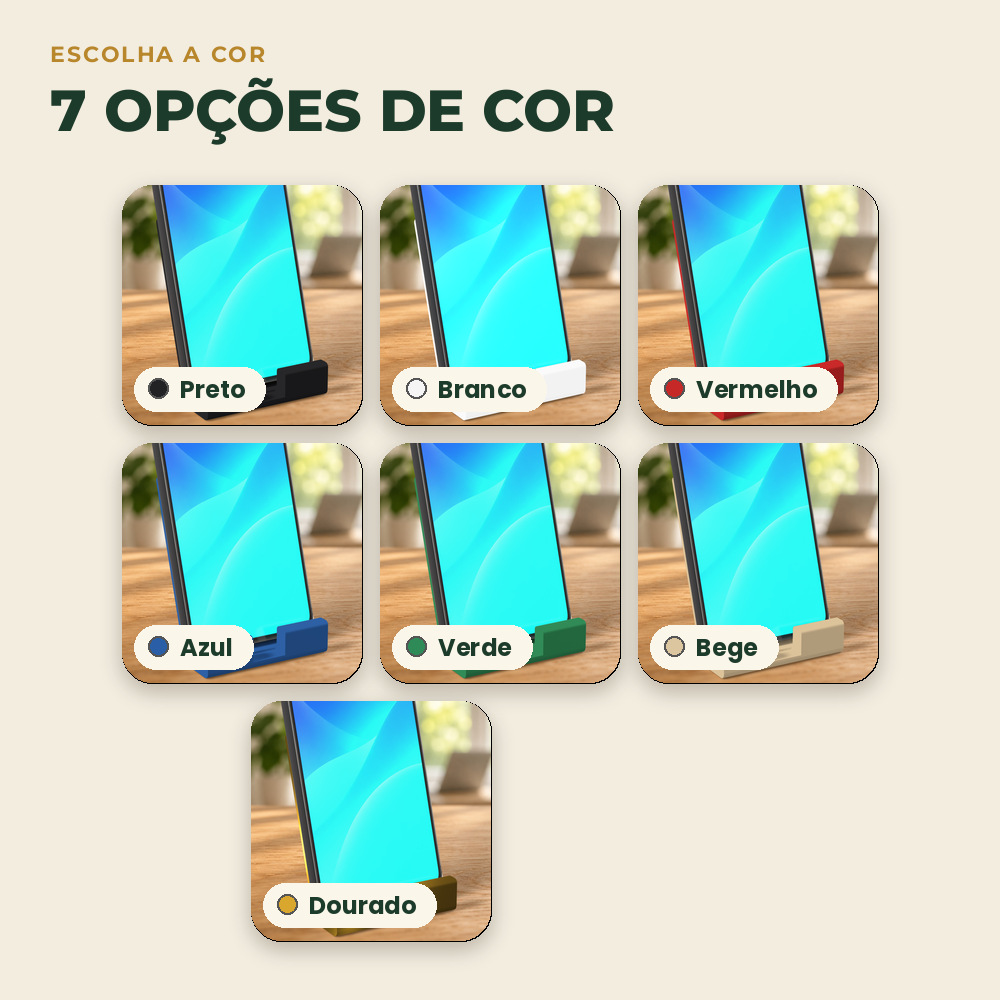 ESCOLHA A COR
7 OPÇÕES DE COR
Preto
Branco
Vermelho
Azul
Verde
Bege
Dourado